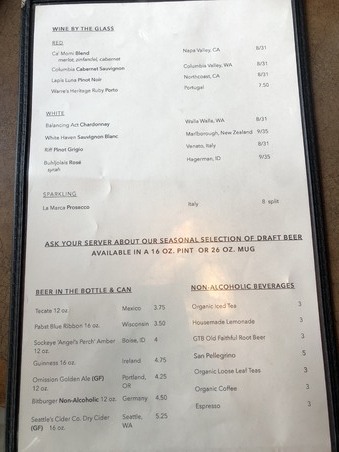 WINE BY THE GLASS
RED
Ca' Momi Blend Napa Valley, CA 8/31
merlot, zinfandel, cabernet
Columbia Cabernet Sauvignon Columbia Valley, WA 8/31
Lapis Luna Pinot Noir Northcoast, CA 8/31
Warre's Heritage Ruby Porto Portugal 7.50
WHITE
Balancing Act Chardonnay Walla Walla, WA 8/31
White Haven Sauvignon Blanc Marlborough, New Zealand 9/35
Riff Pinot Grigio Venato, Italy 8/31
Buhljolais Rosé Hagerman, ID 9/35
syrah
SPARKLING
La Marca Prosecco Italy 8 split
ASK YOUR SERVER ABOUT OUR SEASONAL SELECTION OF DRAFT BEER
AVAILABLE IN A 16 OZ. PINT OR 26 OZ. MUG
BEER IN THE BOTTLE & CAN
Tecate 12 oz Mexico 3.75
Pabst Blue Ribbon 16 oz. Wisconsin 3.50
Sockeye 'Angel's Perch' Amber Boise, ID 4
12 oz.
Guinness 16 oz. Ireland 4.75
Omission Golden Ale (GF) Portland, 4.25
12 oz. OR
Bitburger Non-Alcoholic 12 oz. Germany 4.50
Seattle's Cider Co. Dry Cider Seattle, 5.25
(GF) 16 oz. WA
NON-ALCOHOLIC BEVERAGES
Organic Iced Tea 3
Housemade Lemonade 3
GTB Old Faithful Root Beer 3
San Pellegrino 5
Organic Loose Leaf Teas 3
Organic Coffee 3
Espresso 3